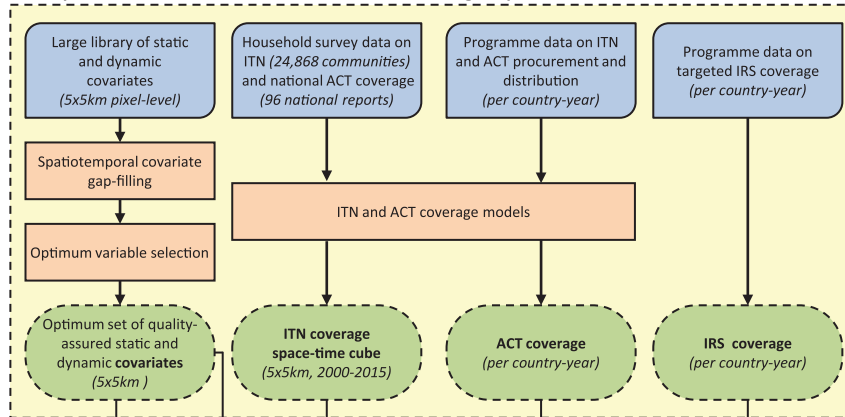 Large library of static
and dynamic
covariates
(5x5km pixel-level)
Household survey data on
ITN (24,868 communities)
and national ACT coverage
(96 national reports)
Programme data on ITN
and ACT procurement and
distribution
(per country-year)
Programme data on
targeted IRS coverage
(per country-year)
Spatiotemporal covariate
gap-filling
ITN and ACT coverage models
Optimum variable selection
Optimum set of quality-
assured static and
dynamic covariates
(5x5km )
ITN coverage
space-time cube
(5x5km, 2000-2015)
ACT coverage
(per country-year)
IRS coverage
(per country-year)